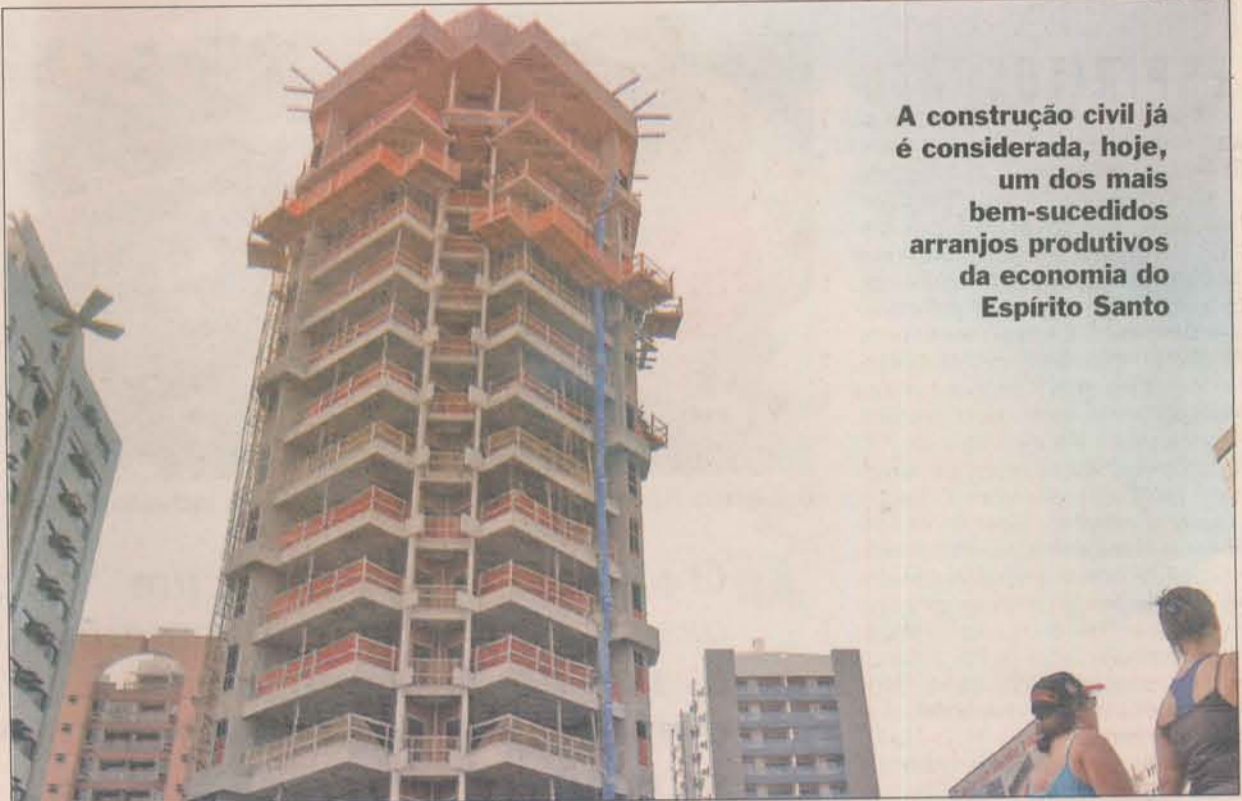 A construção civil já
é considerada, hoje,
um dos mais
bem-sucedidos
arranjos produtivos
da economia do
Espírito Santo